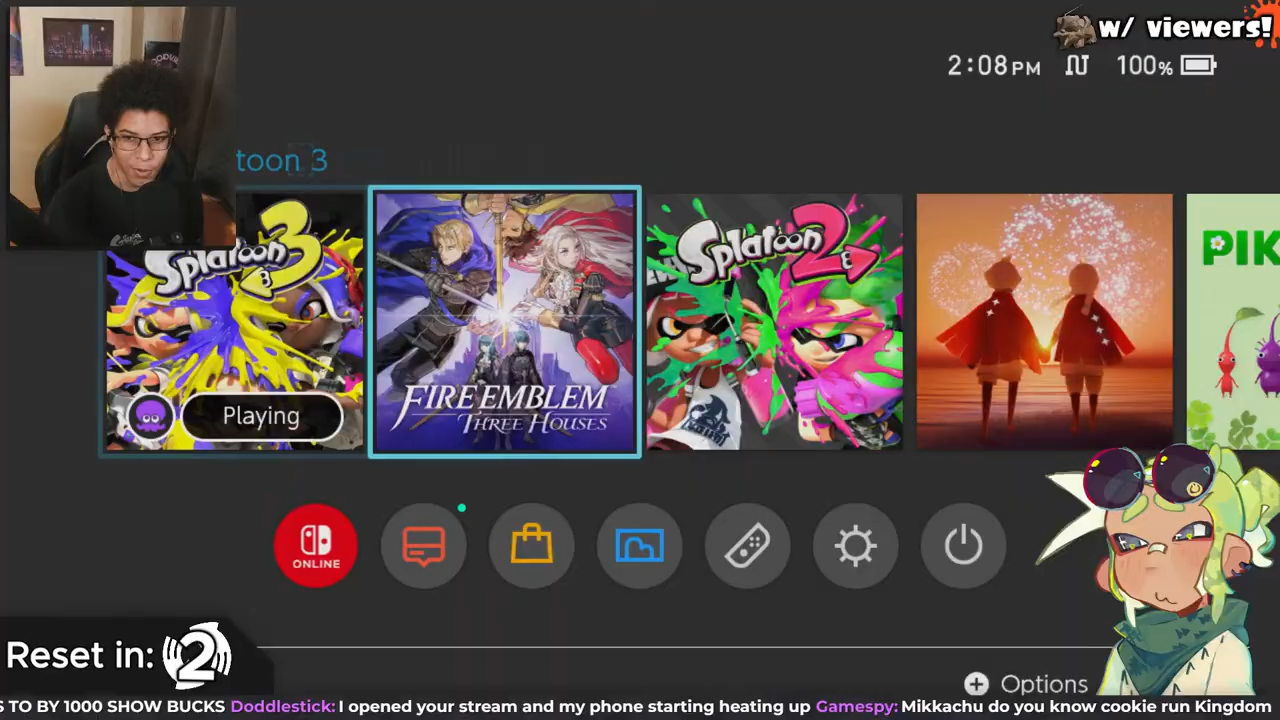 w/ viewers!
2:08PM 100%
toon 3
Splatoon 3
Playing
FIRE EMBLEM
THREE HOUSES
Splatoon 2
PIK
ONLINE
Reset in: 2
Options
S TO BY 1000 SHOW BUCKS Doddlestick: I opened your stream and my phone starting heating up Gamespy: Mikkachu do you know cookie run Kingdom